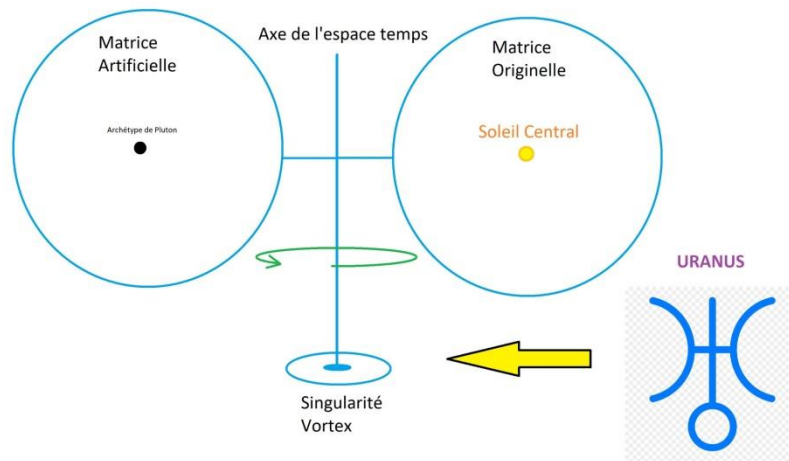 Matrice
Artificielle
Axe de l'espace temps
Matrice
Originelle
Archétype de Pluton
Soleil Central
URANUS
Singularité
Vortex